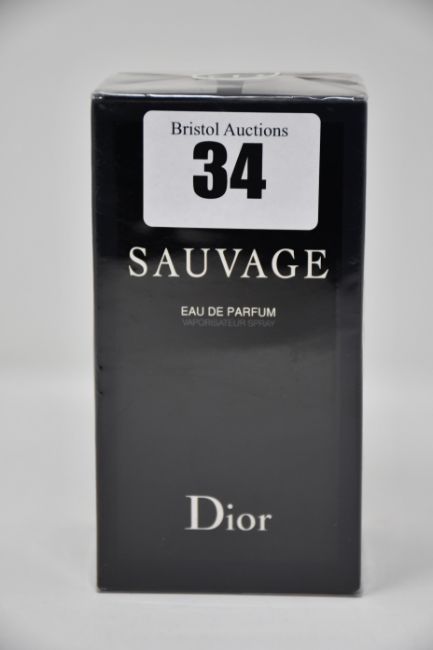 Bristol Auctions
34
SAUVAGE
EAU DE PARFUM
VAPORISATEUR SPRAY
Dior